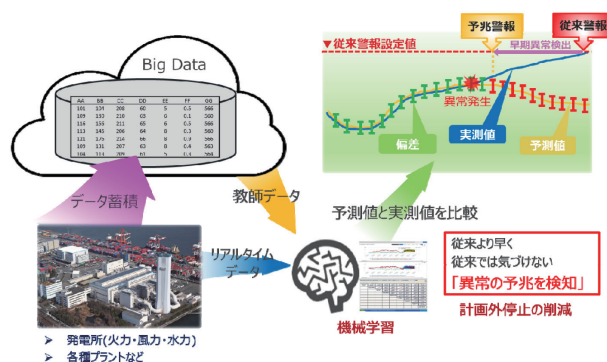 予兆警報
従来警報
▼従来警報設定値
早期異常検出
Big Data
異常発生
偏差
実測値
予測値
AA BB CC DD EE FF GG
データ蓄積
教師データ
予測値と実測値を比較
リアルタイム
データ
従来より早く
従来では気づけない
「異常の予兆を検知」
機械学習
計画外停止の削減
➢ 発電所(火力・風力・水力)
➢ 各種プラントなど